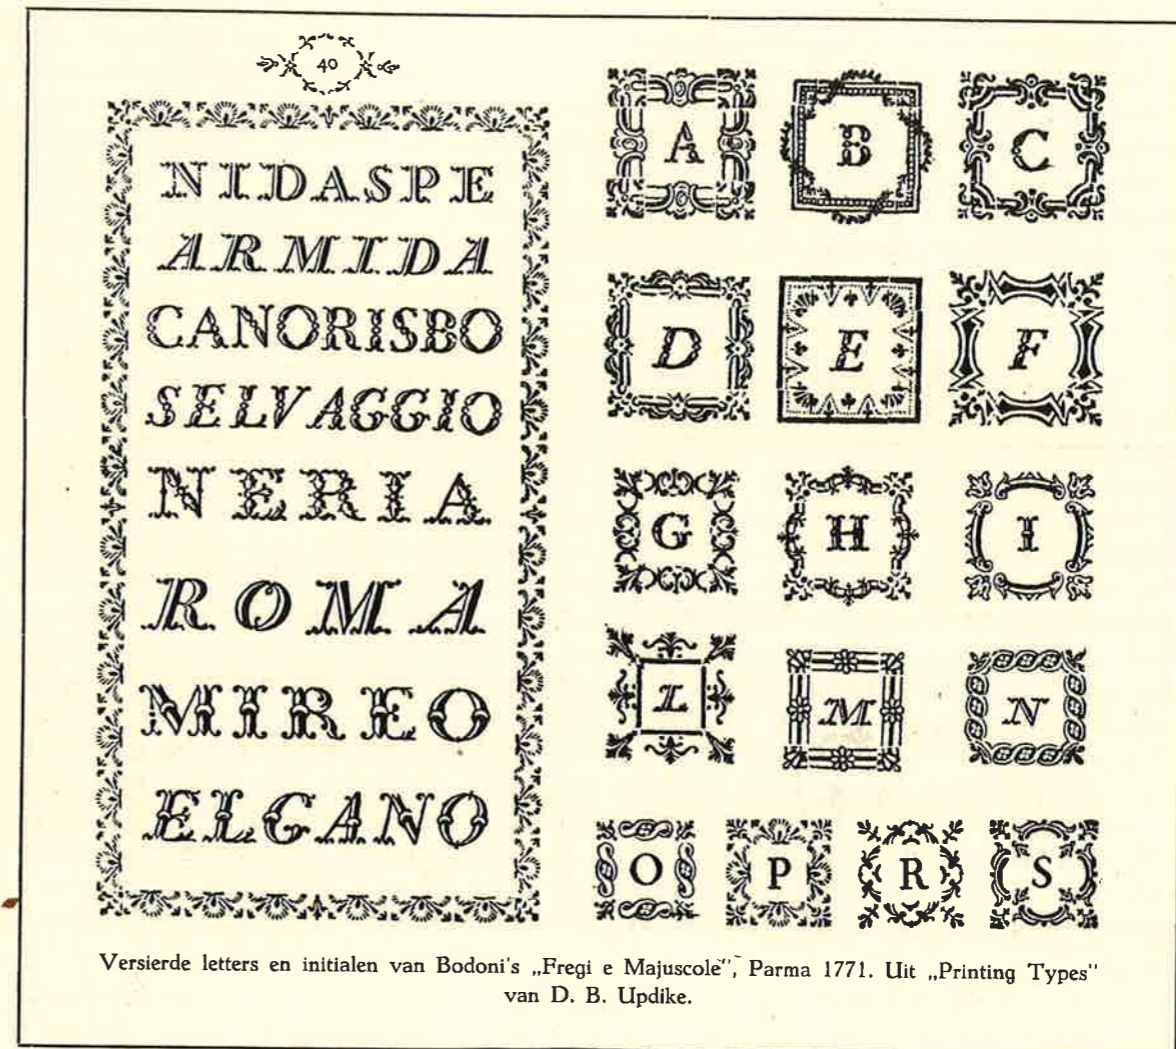 40
NIDASPE
ARMIDA
CANORISBO
SELVAGGIO
NERIA
ROMA
MIREO
ELCANO
A B C
D E F
G H I
L M N
O P R S
Versierde letters en initialen van Bodoni's „Fregi e Majuscole", Parma 1771. Uit „Printing Types"
van D. B. Updike.